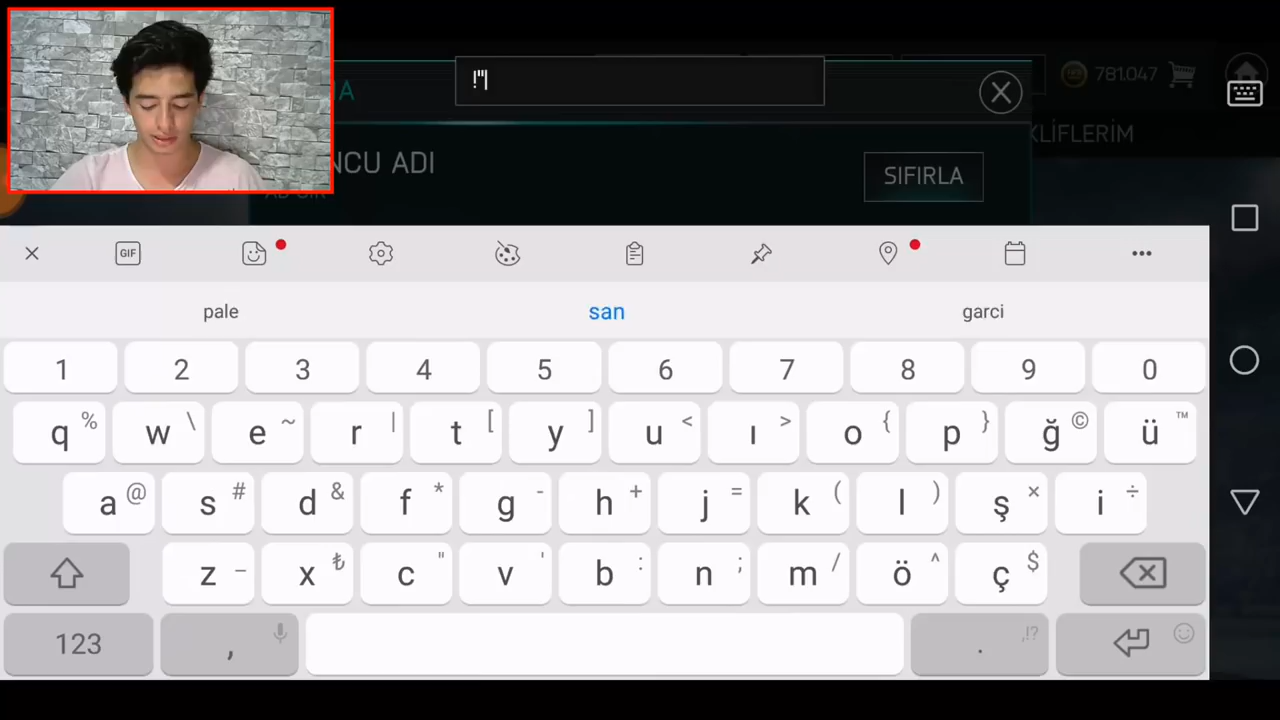 !"
781.047
A
KLİFLERİM
NCU ADI
SIFIRLA
GIF
pale
san
garci
1 2 3 4 5 6 7 8 9 0
q % w \ e ~ r | t [ y ] u < ı > o { p } ğ © ü ™
a @ s # d & f * g - h + j = k ( l ) ş × i ÷
z _ x ₺ c " v ' b : n ; m / ö ^ ç $
123 , . ,!?